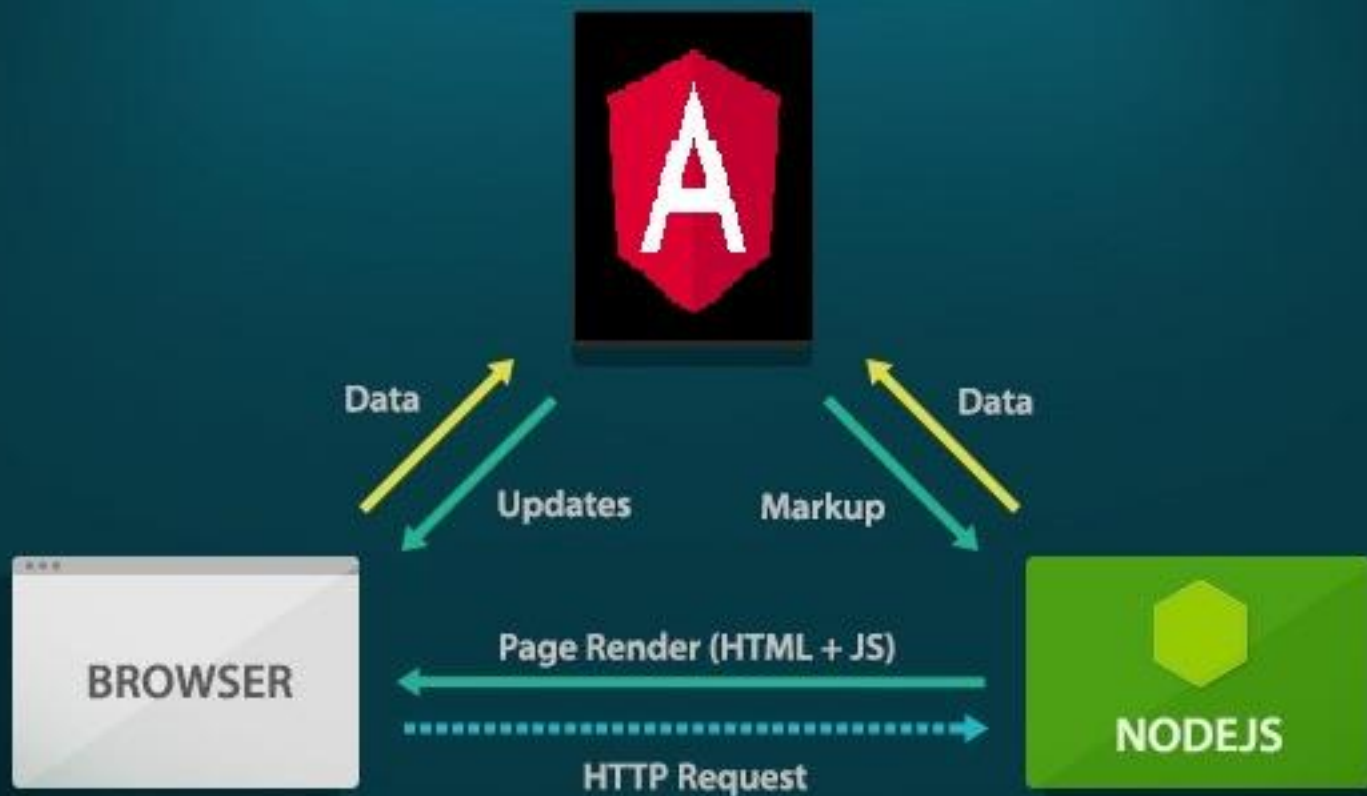 A
Data
Data
Updates
Markup
Page Render (HTML + JS)
BROWSER
NODEJS
HTTP Request